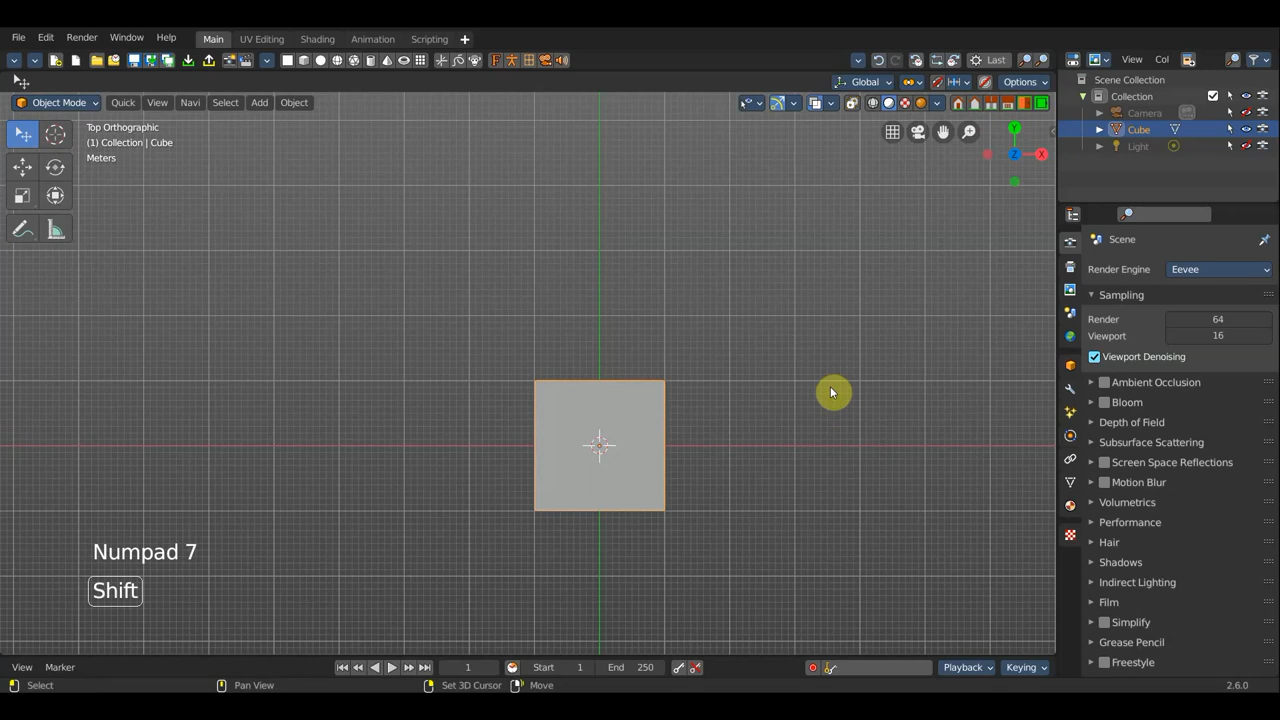 File Edit Render Window Help Main UV Editing Shading Animation Scripting
Last
Global Options
Object Mode Quick View Navi Select Add Object
Top Orthographic
(1) Collection | Cube
Meters
Y
X
Z
Numpad 7
Shift
View Col
Scene Collection
Collection
Camera
Cube
Light
Scene
Render Engine Eevee
Sampling
Render 64
Viewport 16
Viewport Denoising
Ambient Occlusion
Bloom
Depth of Field
Subsurface Scattering
Screen Space Reflections
Motion Blur
Volumetrics
Performance
Hair
Shadows
Indirect Lighting
Film
Simplify
Grease Pencil
Freestyle
View Marker 1 Start 1 End 250 Playback Keying
Select Pan View Set 3D Cursor Move 2.6.0